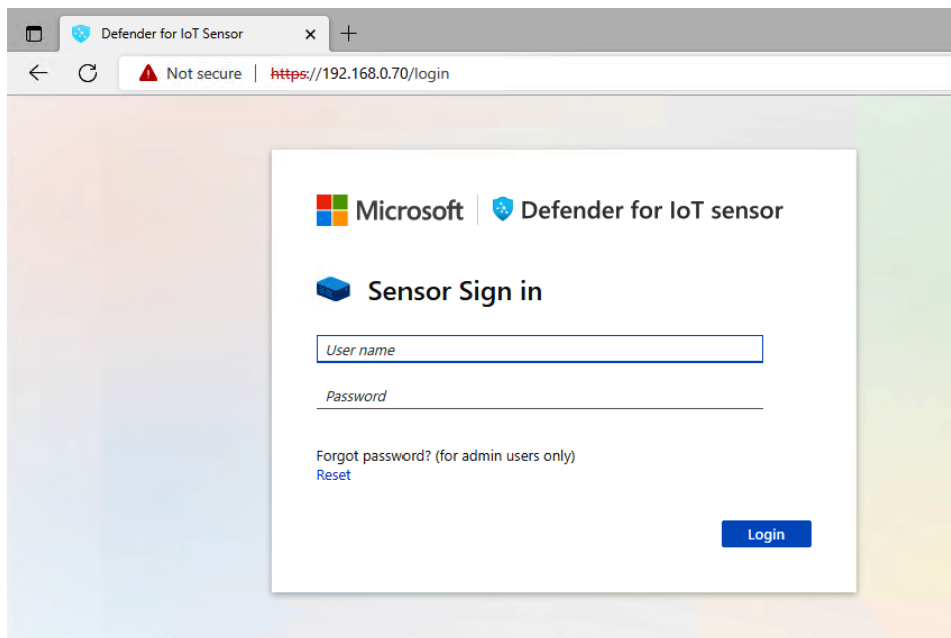 Defender for IoT Sensor
Not secure https://192.168.0.70/login
Microsoft Defender for IoT sensor
Sensor Sign in
User name
Password
Forgot password? (for admin users only)
Reset
Login